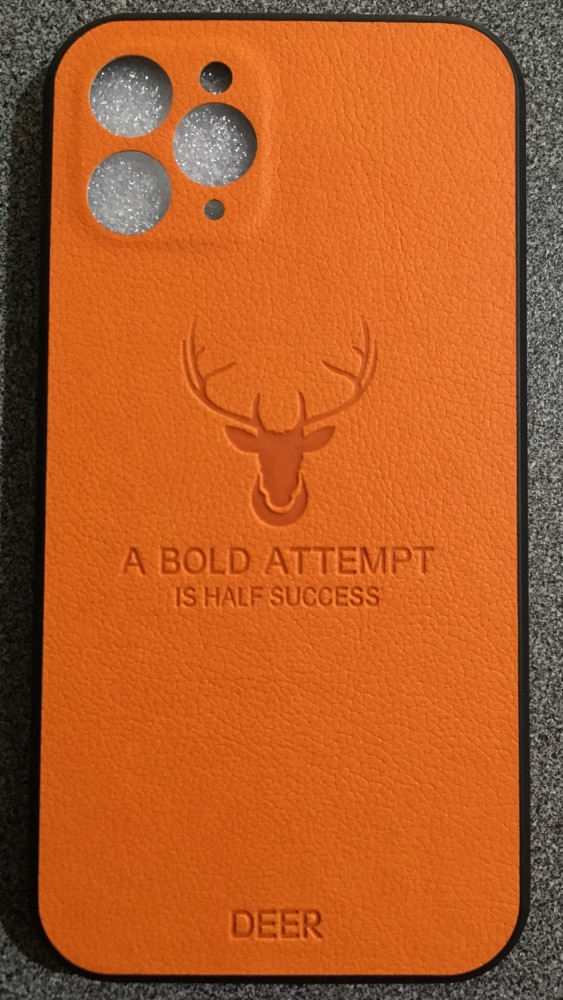 A BOLD ATTEMPT
IS HALF SUCCESS
DEER